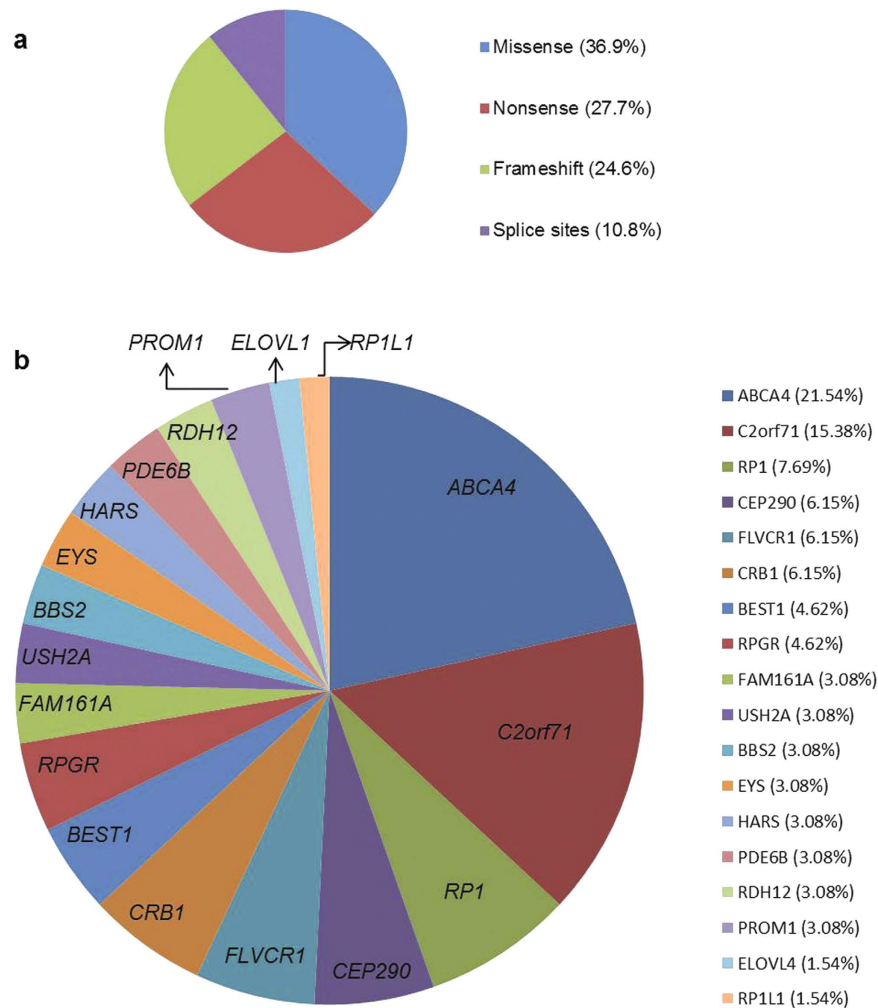 a
Missense (36.9%)
Nonsense (27.7%)
Frameshift (24.6%)
Splice sites (10.8%)
b
PROM1
ELOVL1
RP1L1
RDH12
PDE6B
HARS
EYS
BBS2
USH2A
FAM161A
RPGR
BEST1
CRB1
FLVCR1
CEP290
RP1
C2orf71
ABCA4
ABCA4 (21.54%)
C2orf71 (15.38%)
RP1 (7.69%)
CEP290 (6.15%)
FLVCR1 (6.15%)
CRB1 (6.15%)
BEST1 (4.62%)
RPGR (4.62%)
FAM161A (3.08%)
USH2A (3.08%)
BBS2 (3.08%)
EYS (3.08%)
HARS (3.08%)
PDE6B (3.08%)
RDH12 (3.08%)
PROM1 (3.08%)
ELOVL4 (1.54%)
RP1L1 (1.54%)